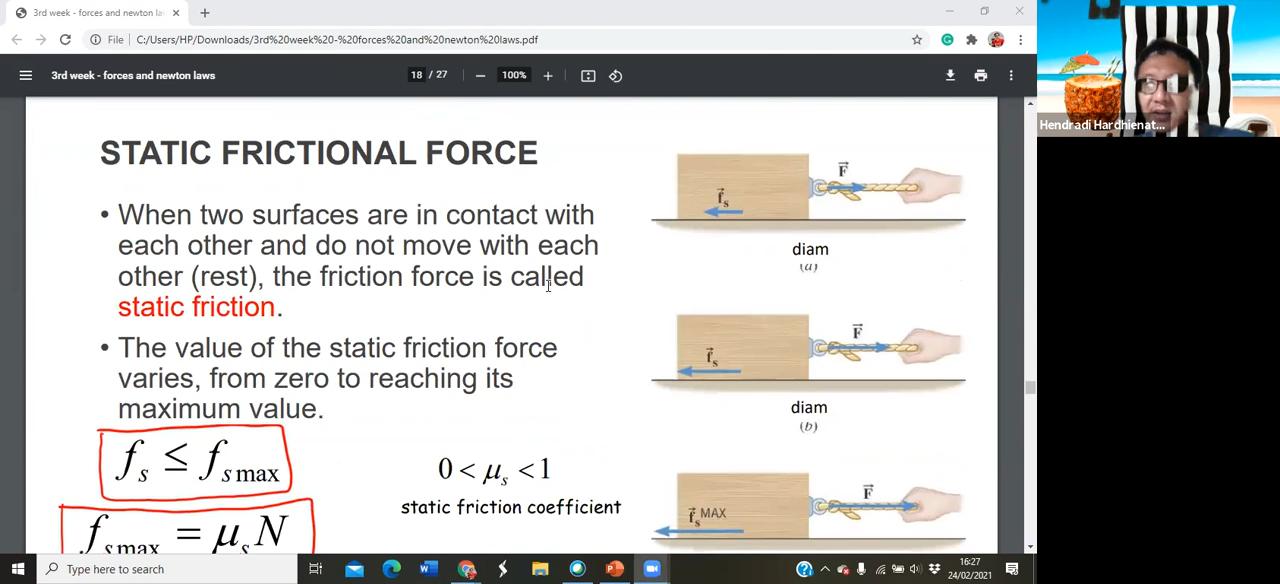 3rd week - forces and newton la
File
C:/Users/HP/Downloads/3rd%20week%20-%20forces%20and%20newton%20laws.pdf
3rd week - forces and newton laws
18 / 27
100%
Hendradi Hardhienat...
STATIC FRICTIONAL FORCE
• When two surfaces are in contact with
each other and do not move with each
other (rest), the friction force is called
static friction.
• The value of the static friction force
varies, from zero to reaching its
maximum value.
f_s ≤ f_s max
f_s max = μ_s N
0 < μ_s < 1
static friction coefficient
F⃗
f⃗_s
diam
(a)
F⃗
f⃗_s
diam
(b)
F⃗
f⃗_s MAX
Type here to search
16:27
24/02/2021